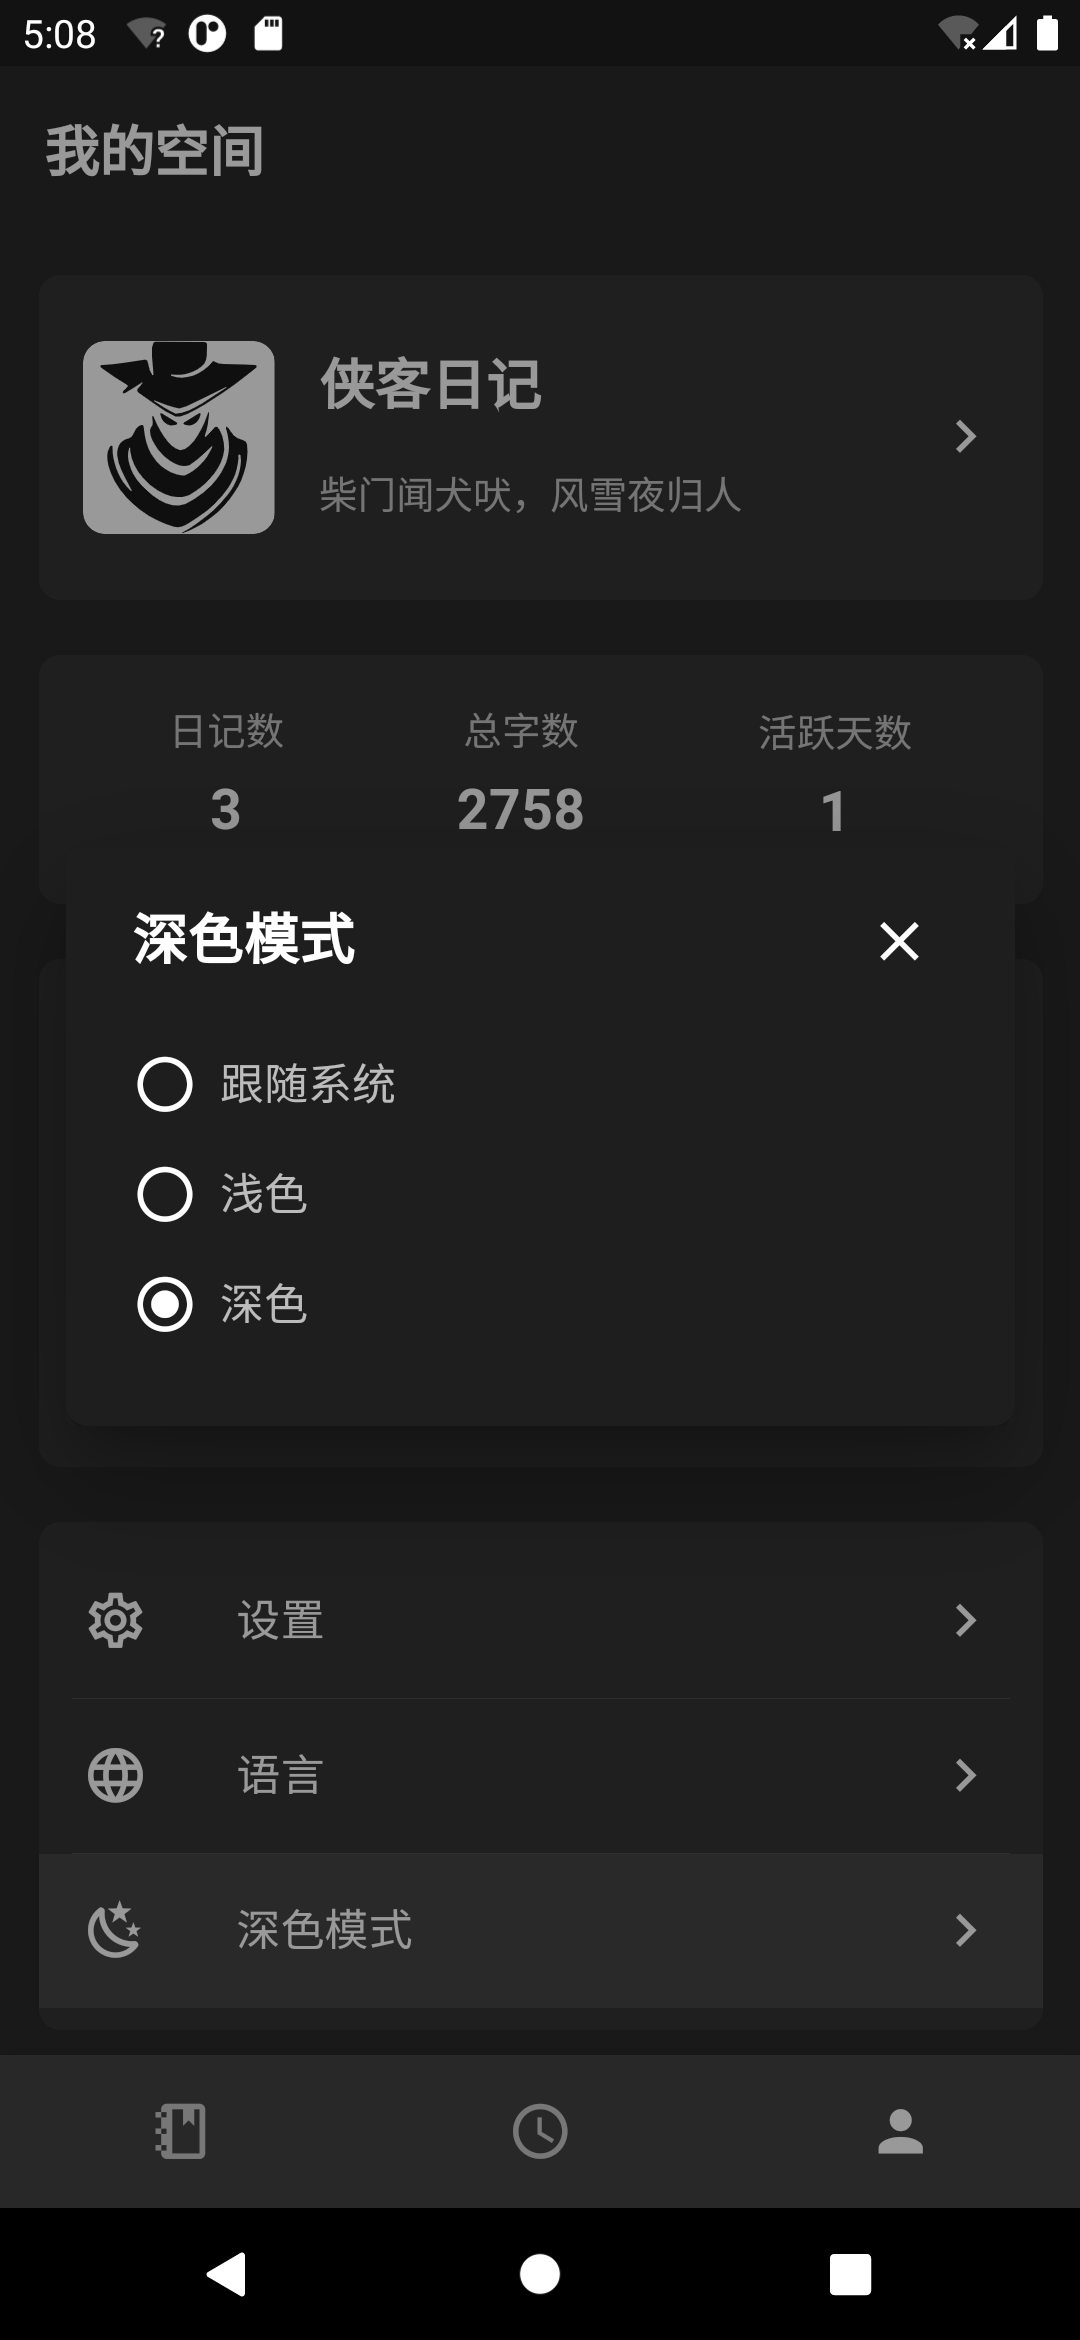 5:08
我的空间
侠客日记
柴门闻犬吠，风雪夜归人
日记数 总字数 活跃天数
3 2758 1
深色模式
跟随系统
浅色
深色
设置
语言
深色模式